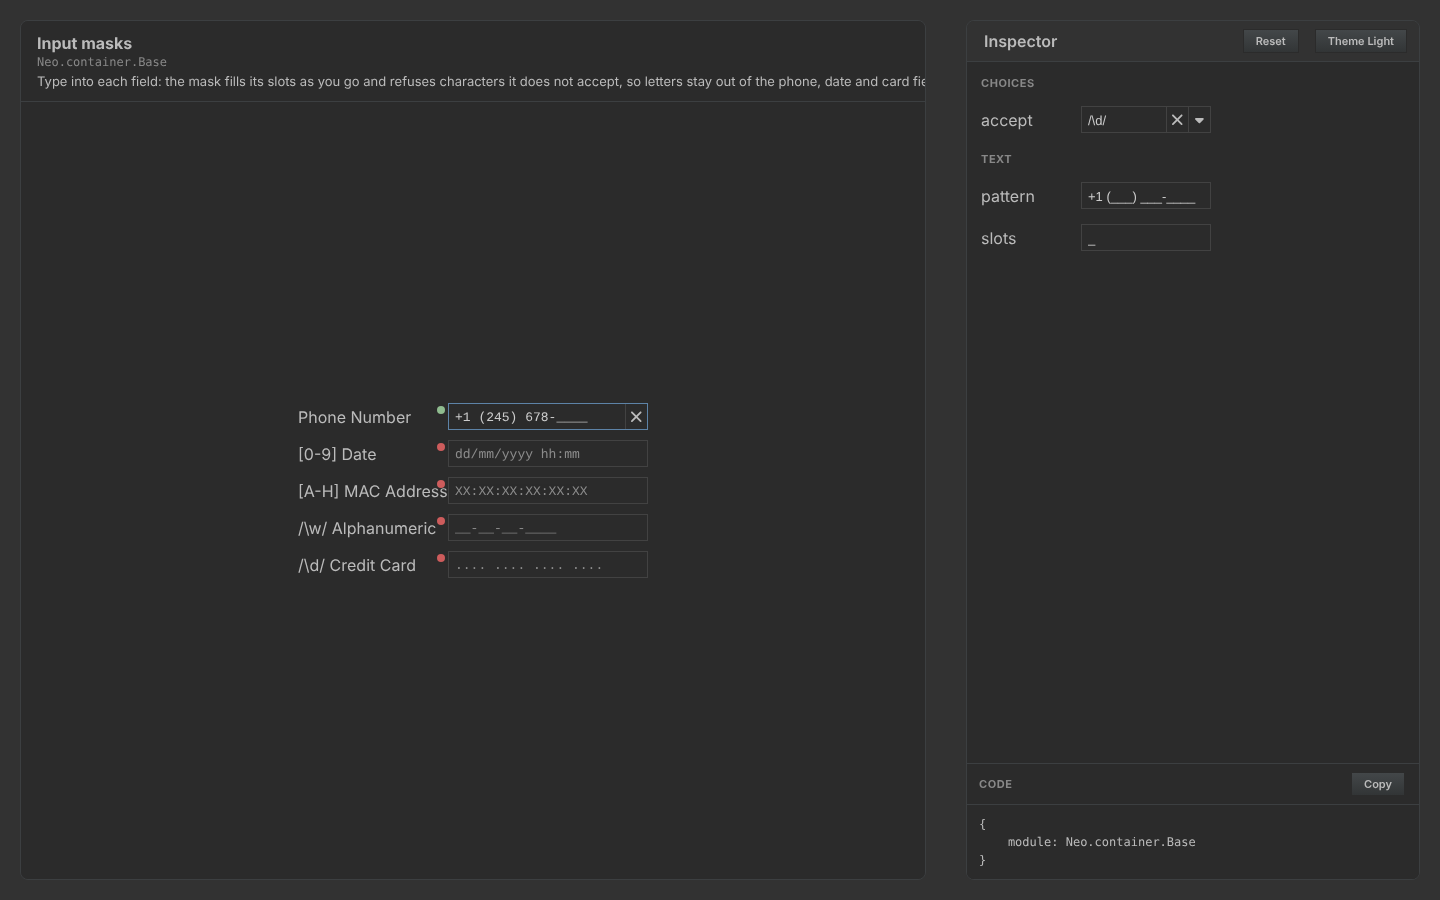 Input masks
Neo.container.Base
Type into each field: the mask fills its slots as you go and refuses characters it does not accept, so letters stay out of the phone, date and card fie
Phone Number +1 (245) 678-____
[0-9] Date dd/mm/yyyy hh:mm
[A-H] MAC Address XX:XX:XX:XX:XX:XX
/\w/ Alphanumeric __-__-__-____
/\d/ Credit Card .... .... .... ....
Inspector Reset Theme Light
CHOICES
accept /\d/
TEXT
pattern +1 (___) ___-____
slots _
CODE Copy
{
    module: Neo.container.Base
}